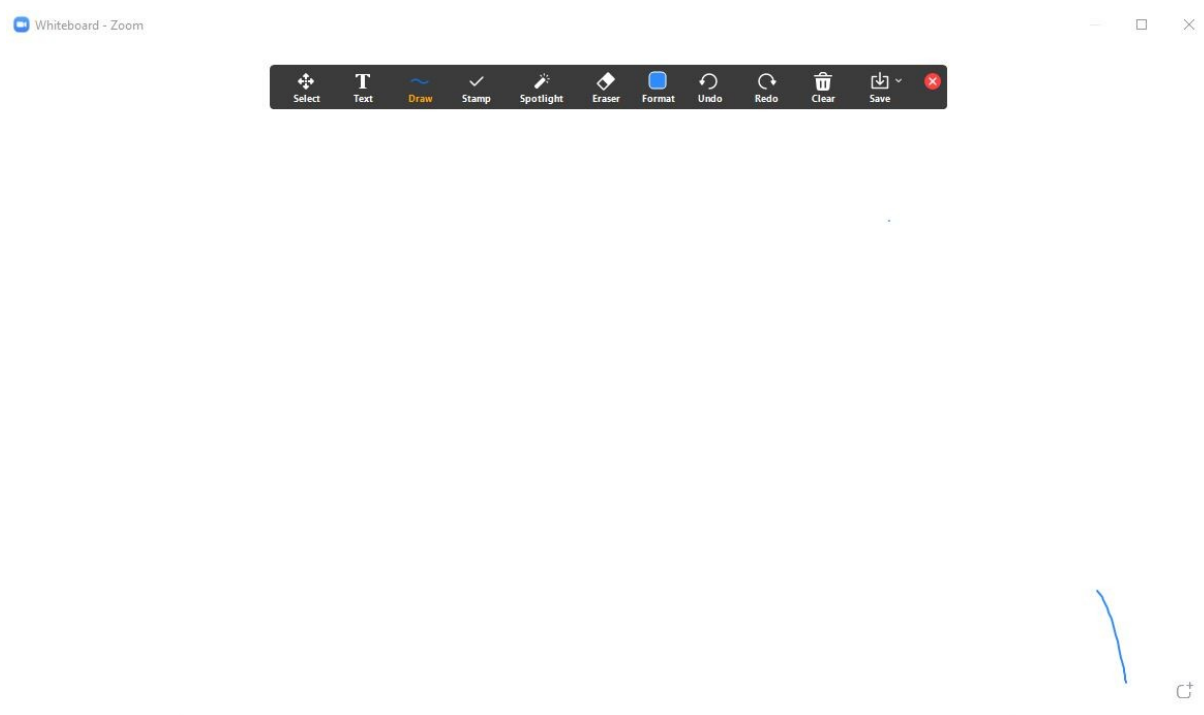 Whiteboard - Zoom
Select Text Draw Stamp Spotlight Eraser Format Undo Redo Clear Save